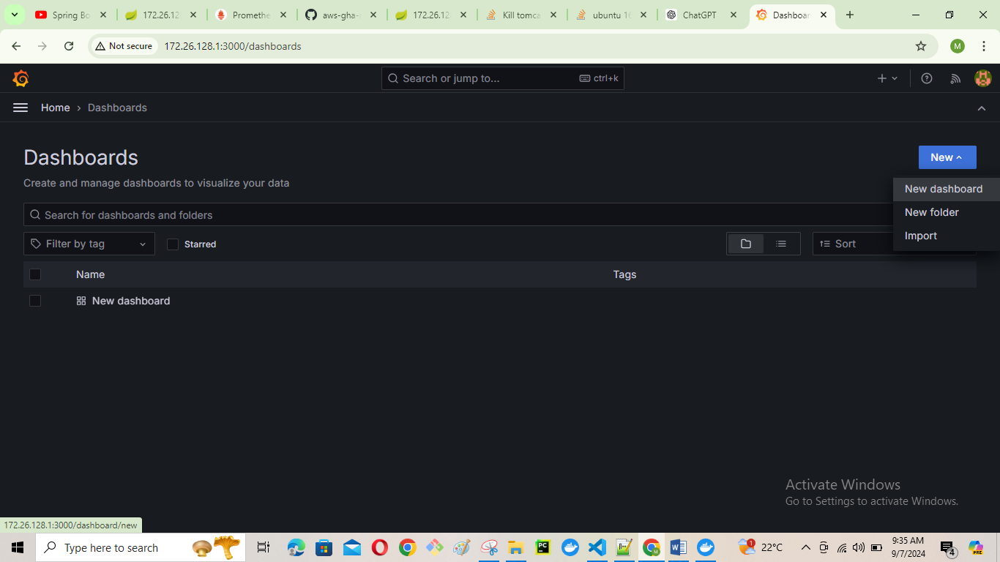 Spring Bo
172.26.12
Promethe
aws-gha-
172.26.12
Kill tomca
ubuntu 16
ChatGPT
Dashboar
Not secure
172.26.128.1:3000/dashboards
M
Search or jump to...
ctrl+k
Home › Dashboards
Dashboards
New
Create and manage dashboards to visualize your data
New dashboard
Search for dashboards and folders
New folder
Import
Filter by tag
Starred
Sort
Name
Tags
New dashboard
Activate Windows
Go to Settings to activate Windows.
172.26.128.1:3000/dashboard/new
Type here to search
PC
1
22°C
9:35 AM
9/7/2024
4
PRE